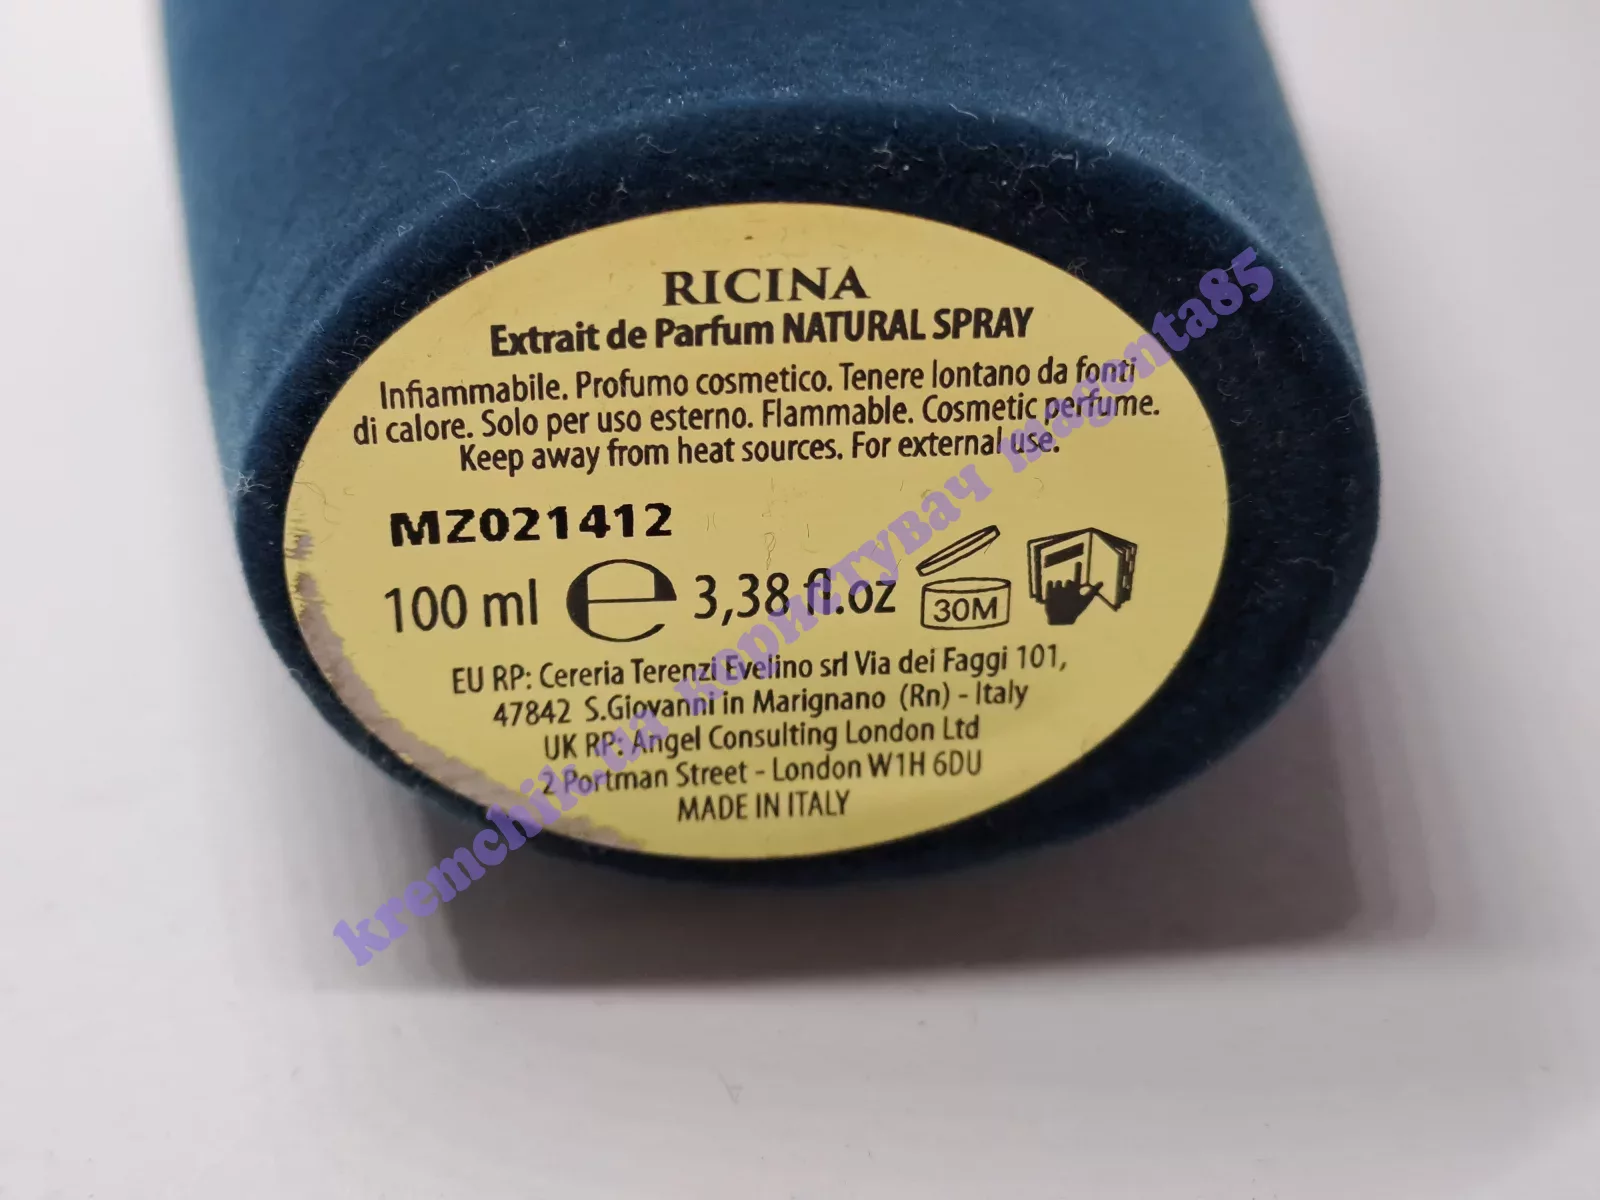 RICINA
Extrait de Parfum NATURAL SPRAY
Infiammabile. Profumo cosmetico. Tenere lontano da fonti
di calore. Solo per uso esterno. Flammable. Cosmetic perfume.
Keep away from heat sources. For external use.
MZ021412
100 ml e 3,38 fl.oz 30M
EU RP: Cereria Terenzi Evelino srl Via dei Faggi 101,
47842 S.Giovanni in Marignano (Rn) - Italy
UK RP: Angel Consulting London Ltd
2 Portman Street - London W1H 6DU
MADE IN ITALY
kremchik.ua користувач magenta85